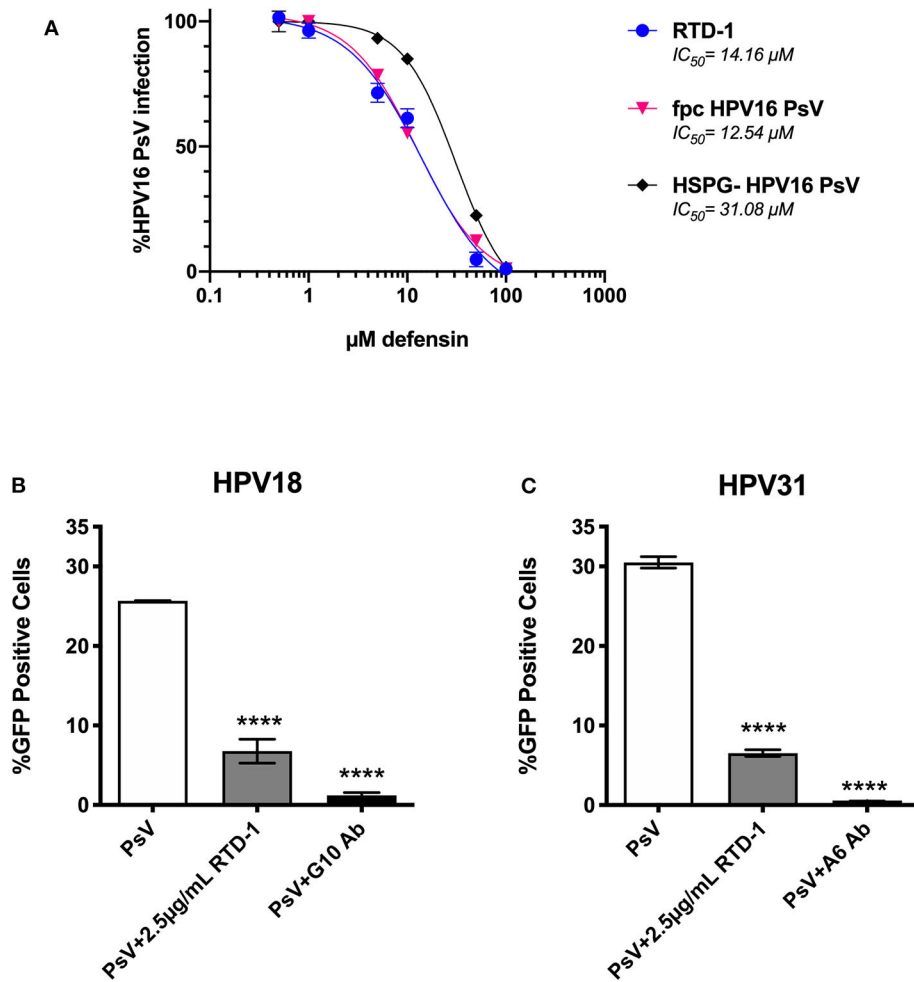 A
%HPV16 PsV infection
100
50
0
0.1
1
10
100
1000
µM defensin
RTD-1
IC50= 14.16 µM
fpc HPV16 PsV
IC50= 12.54 µM
HSPG- HPV16 PsV
IC50= 31.08 µM
B
HPV18
%GFP Positive Cells
35
30
20
10
0
****
****
PsV
PsV+2.5µg/mL RTD-1
PsV+G10 Ab
C
HPV31
%GFP Positive Cells
35
30
20
10
0
****
****
PsV
PsV+2.5µg/mL RTD-1
PsV+A6 Ab